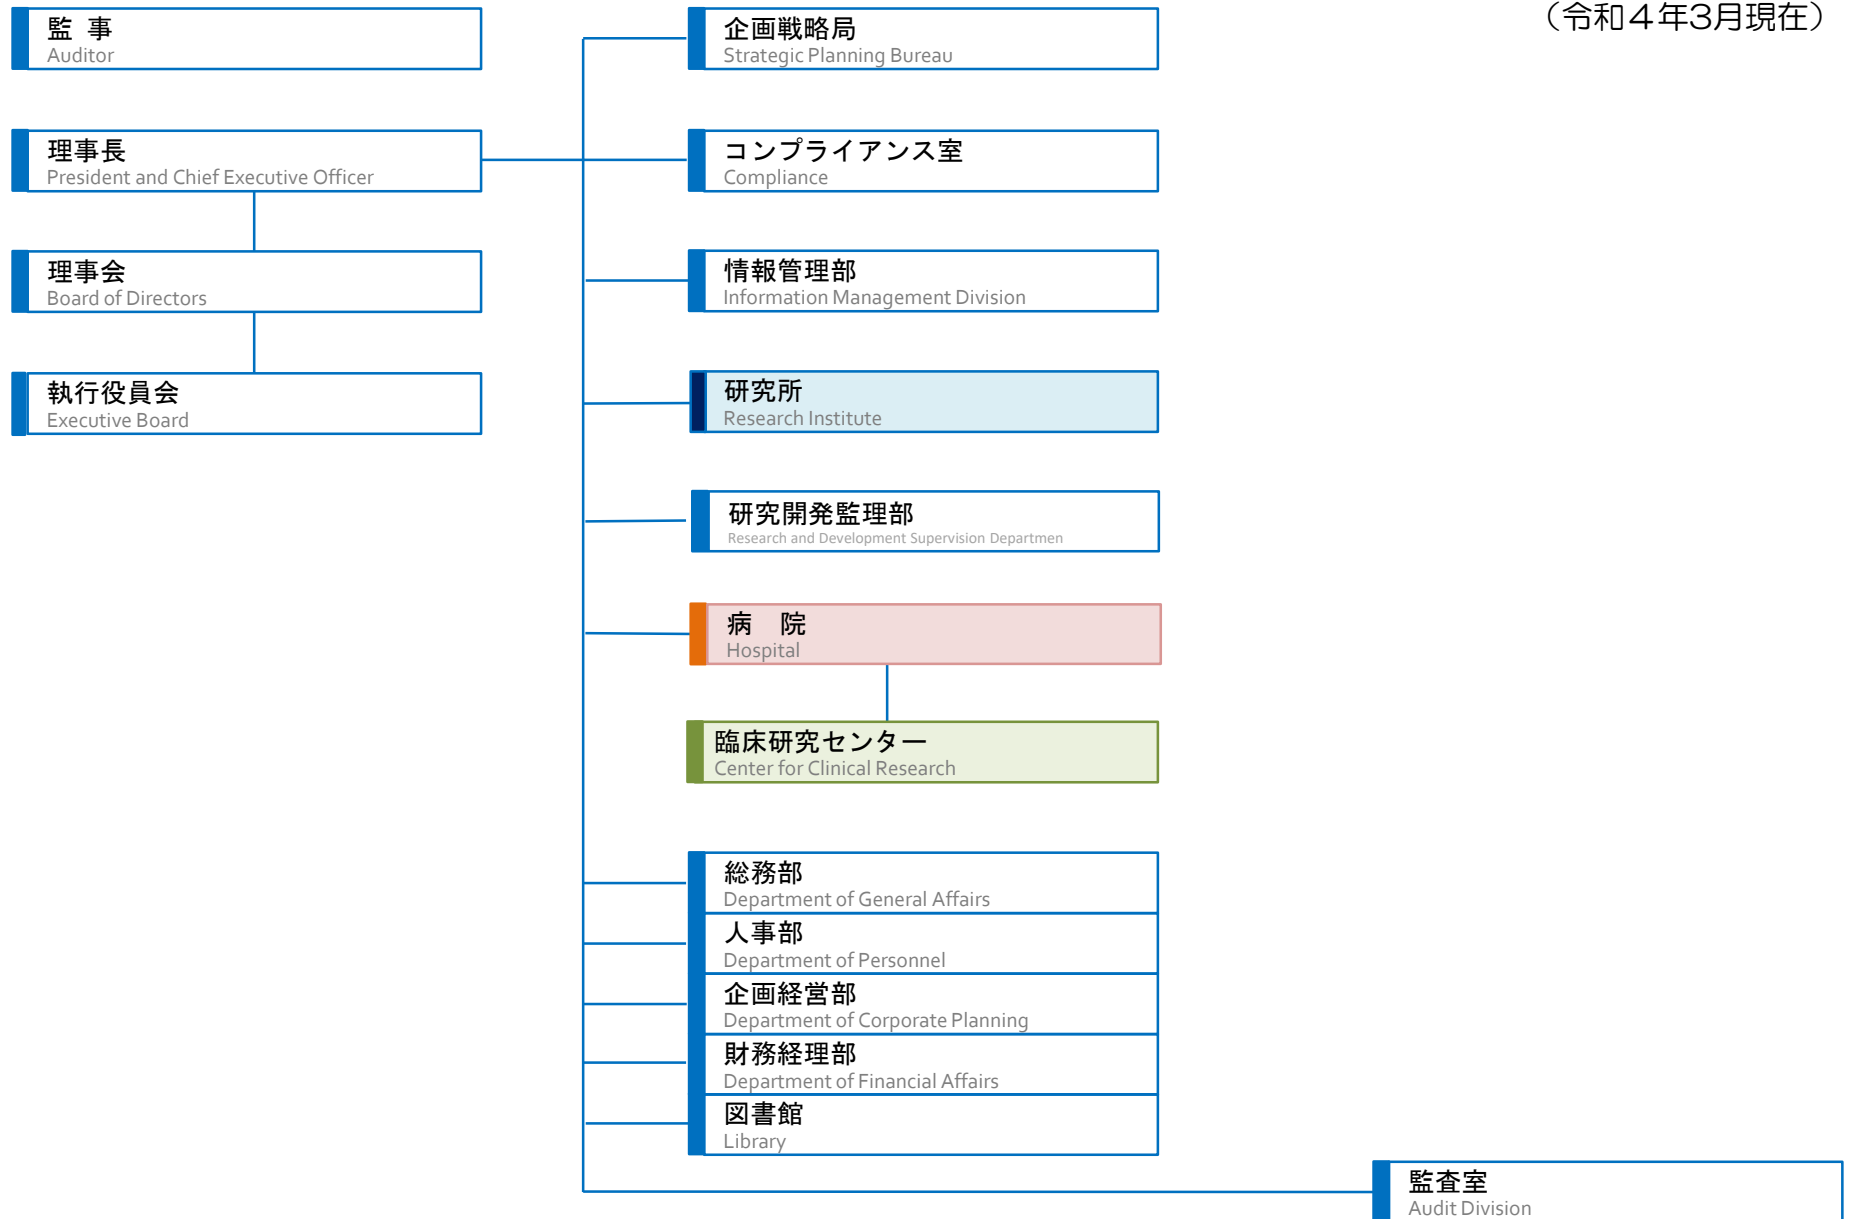 （令和４年3月現在）
監 事
Auditor
理事長
President and Chief Executive Officer
理事会
Board of Directors
執行役員会
Executive Board
企画戦略局
Strategic Planning Bureau
コンプライアンス室
Compliance
情報管理部
Information Management Division
研究所
Research Institute
研究開発監理部
Research and Development Supervision Departmen
病　院
Hospital
臨床研究センター
Center for Clinical Research
総務部
Department of General Affairs
人事部
Department of Personnel
企画経営部
Department of Corporate Planning
財務経理部
Department of Financial Affairs
図書館
Library
監査室
Audit Division